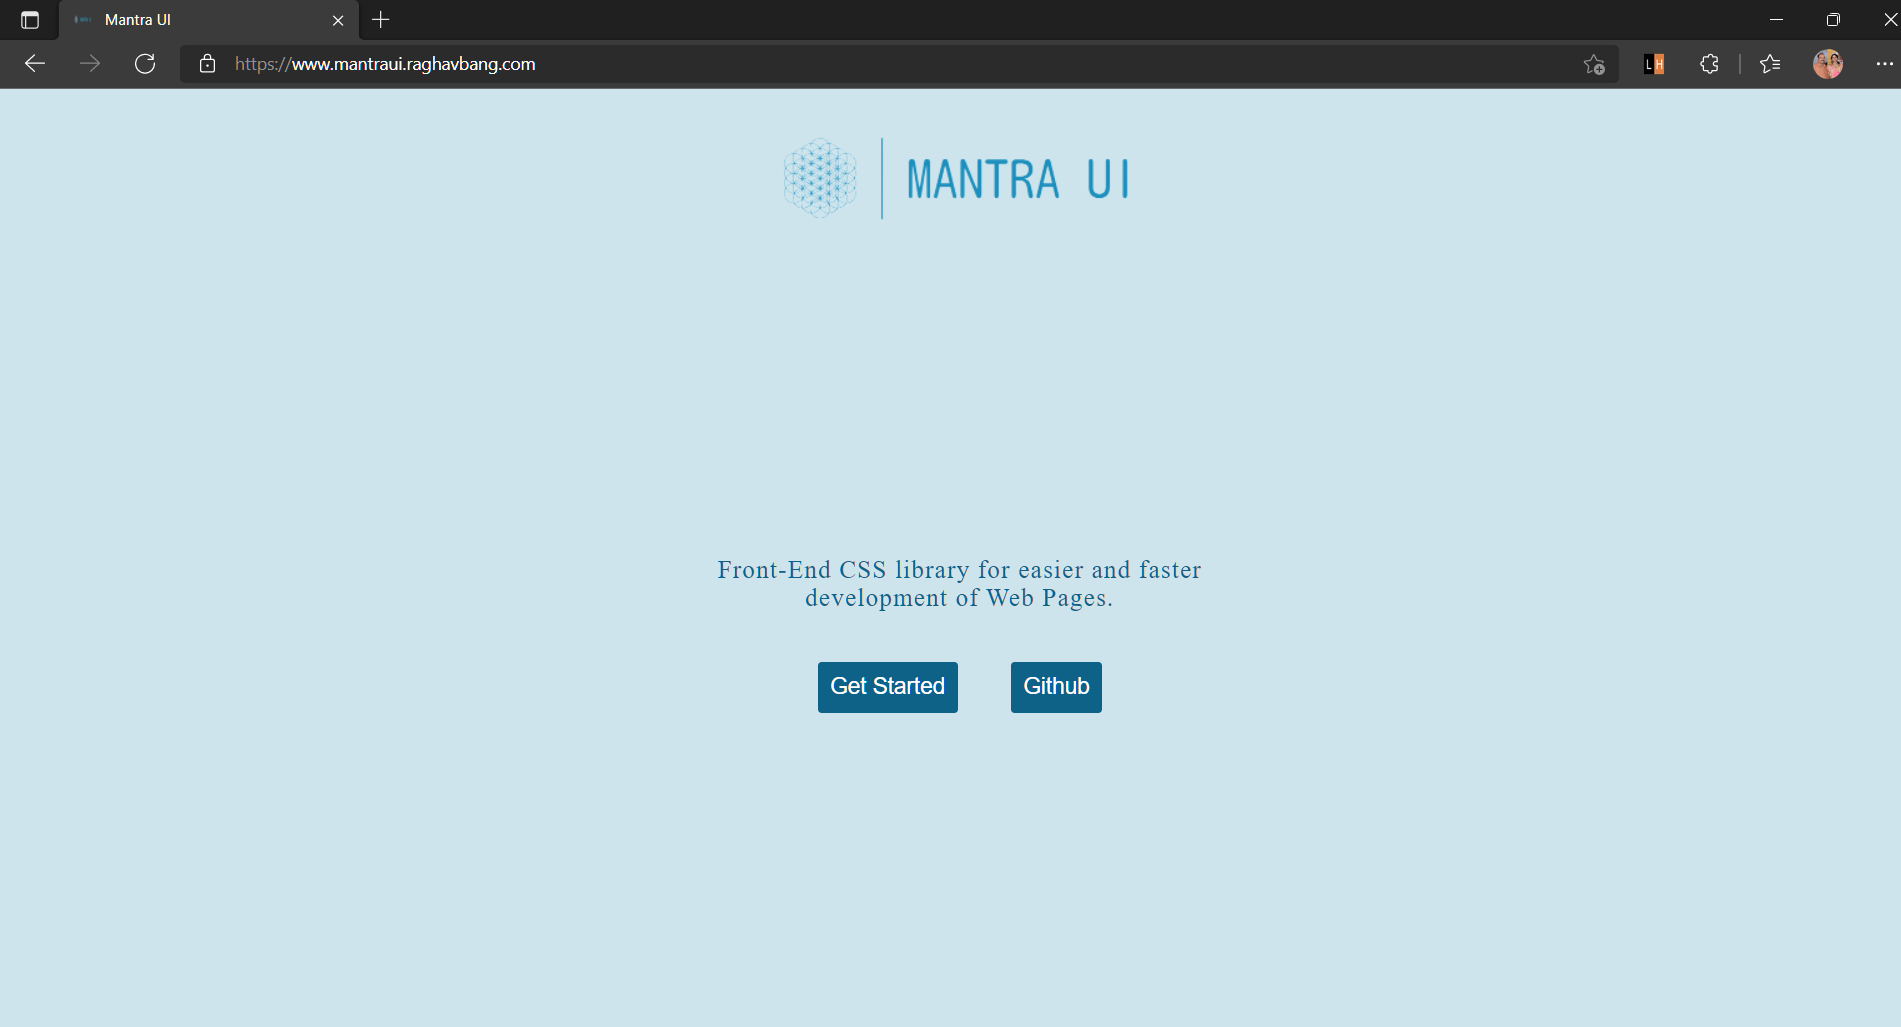 Mantra UI
https://www.mantraui.raghavbang.com
L H
MANTRA UI
Front-End CSS library for easier and faster
development of Web Pages.
Get Started
Github